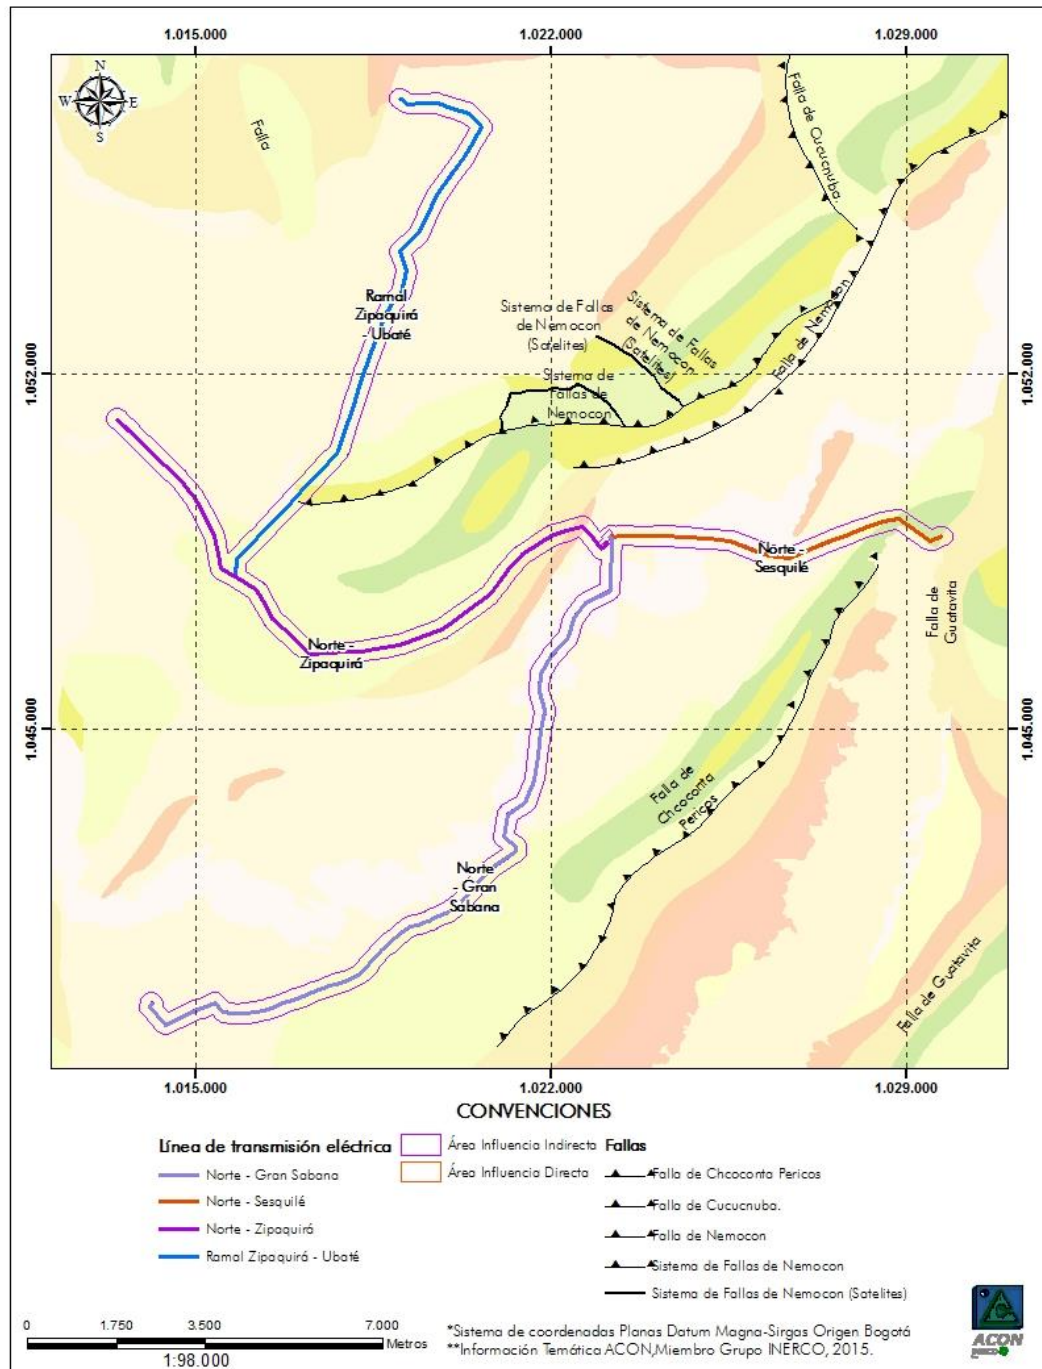 1.015.000
1.022.000
1.029.000
N
W
E
S
Falla
Falla de Cucucnuba.
Ramal
Zipaquirá
- Ubaté
Sistema de Fallas
de Nemocon
(Satelites)
Sistema de Fallas
de Nemocon
(Satelites)
Falla de Nemocon
Sistema de
Fallas de
Nemocon
1.052.000
1.052.000
Norte -
Sesquilé
Falla de
Guatavita
Norte -
Zipaquirá
1.045.000
1.045.000
Falla de
Chcoconta
Pericos
Norte
- Gran
Sabana
Falla de Guatavita
1.015.000
1.022.000
1.029.000
CONVENCIONES
Línea de transmisión eléctrica
Norte - Gran Sabana
Norte - Sesquilé
Norte - Zipaquirá
Ramal Zipaquirá - Ubaté
Área Influencia Indirecta
Área Influencia Directa
Fallas
Falla de Chcoconta Pericos
Falla de Cucucnuba.
Falla de Nemocon
Sistema de Fallas de Nemocon
Sistema de Fallas de Nemocon (Satelites)
0
1.750
3.500
7.000
Metros
1:98.000
*Sistema de coordenadas Planas Datum Magna-Sirgas Origen Bogotá
**Información Temática ACON,Miembro Grupo INERCO, 2015.
ACON